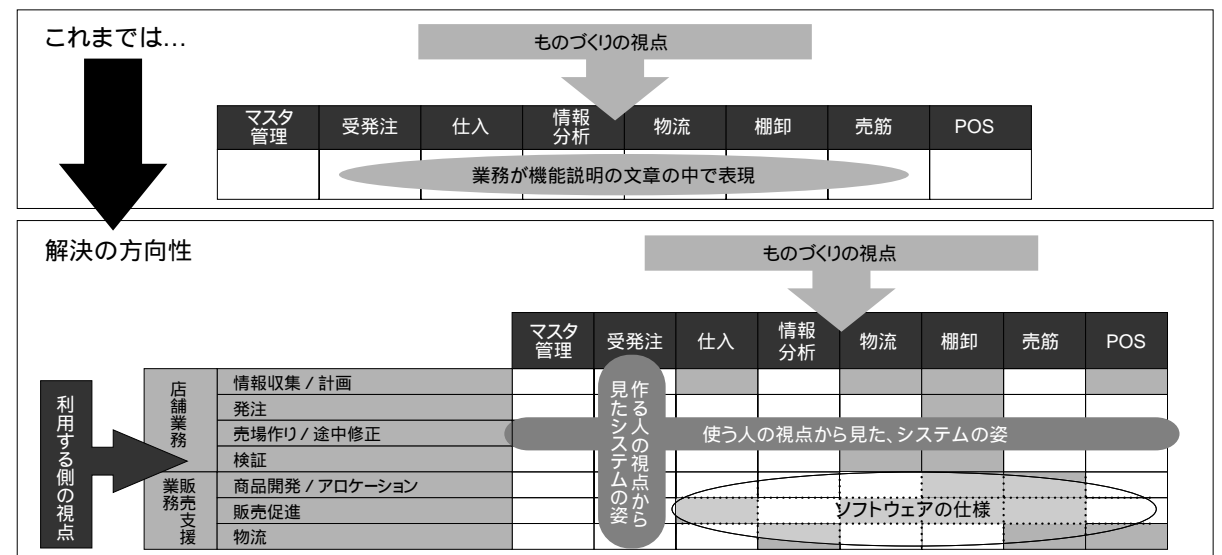 これまでは…
ものづくりの視点
マスタ
管理
受発注
仕入
情報
分析
物流
棚卸
売筋
POS
業務が機能説明の文章の中で表現
解決の方向性
ものづくりの視点
マスタ
管理
受発注
仕入
情報
分析
物流
棚卸
売筋
POS
利用する側の視点
店舗業務
情報収集 / 計画
発注
売場作り / 途中修正
検証
販売支援
業務
商品開発 / アロケーション
販売促進
物流
作る人の視点から
見たシステムの姿
使う人の視点から見た、システムの姿
ソフトウェアの仕様